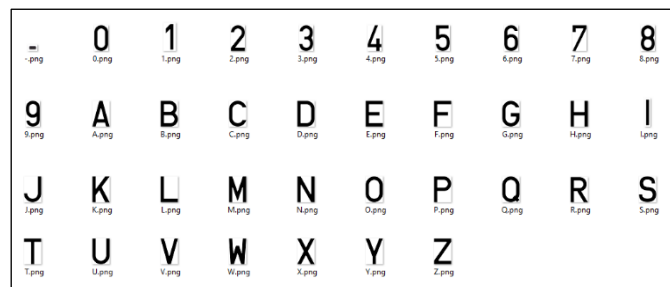 - 0 1 2 3 4 5 6 7 8
-.png 0.png 1.png 2.png 3.png 4.png 5.png 6.png 7.png 8.png
9 A B C D E F G H I
9.png A.png B.png C.png D.png E.png F.png G.png H.png I.png
J K L M N O P Q R S
J.png K.png L.png M.png N.png O.png P.png Q.png R.png S.png
T U V W X Y Z
T.png U.png V.png W.png X.png Y.png Z.png